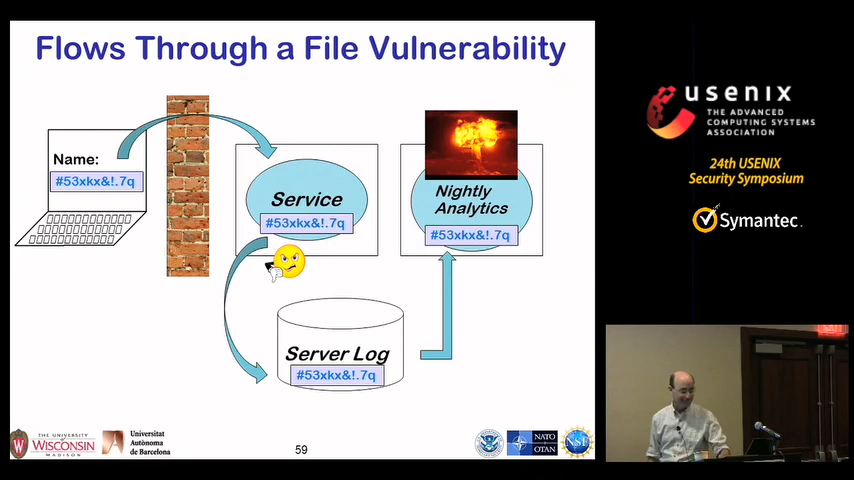 Flows Through a File Vulnerability
Name:
#53xkx&!.7q
Service
#53xkx&!.7q
Nightly
Analytics
#53xkx&!.7q
Server Log
#53xkx&!.7q
THE UNIVERSITY
of
WISCONSIN
MADISON
Universitat
Autònoma
de Barcelona
59
NATO
OTAN
NSF
usenix
THE ADVANCED
COMPUTING SYSTEMS
ASSOCIATION
24th USENIX
Security Symposium
Symantec.